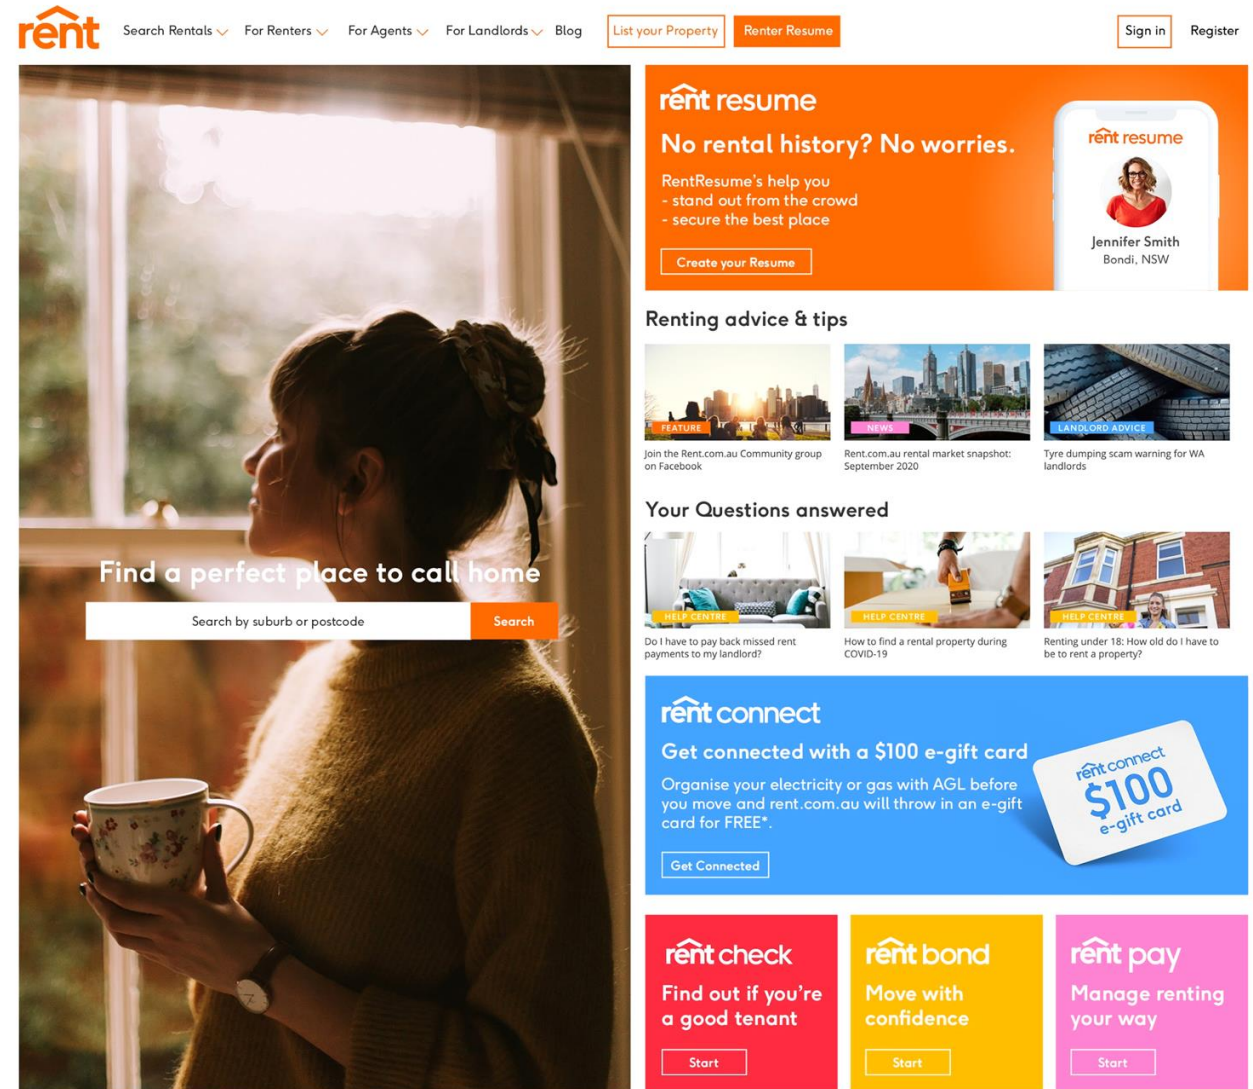 rent
Search Rentals
For Renters
For Agents
For Landlords
Blog
List your Property
Renter Resume
Sign in
Register
Find a perfect place to call home
Search by suburb or postcode
Search
rent resume
No rental history? No worries.
RentResume's help you
- stand out from the crowd
- secure the best place
Create your Resume
rent resume
Jennifer Smith
Bondi, NSW
Renting advice & tips
FEATURE
Join the Rent.com.au Community group
on Facebook
NEWS
Rent.com.au rental market snapshot:
September 2020
LANDLORD ADVICE
Tyre dumping scam warning for WA
landlords
Your Questions answered
HELP CENTRE
Do I have to pay back missed rent
payments to my landlord?
HELP CENTRE
How to find a rental property during
COVID-19
HELP CENTRE
Renting under 18: How old do I have to
be to rent a property?
rent connect
Get connected with a $100 e-gift card
Organise your electricity or gas with AGL before
you move and rent.com.au will throw in an e-gift
card for FREE*.
Get Connected
rent connect
$100
e-gift card
rent check
Find out if you're
a good tenant
Start
rent bond
Move with
confidence
Start
rent pay
Manage renting
your way
Start